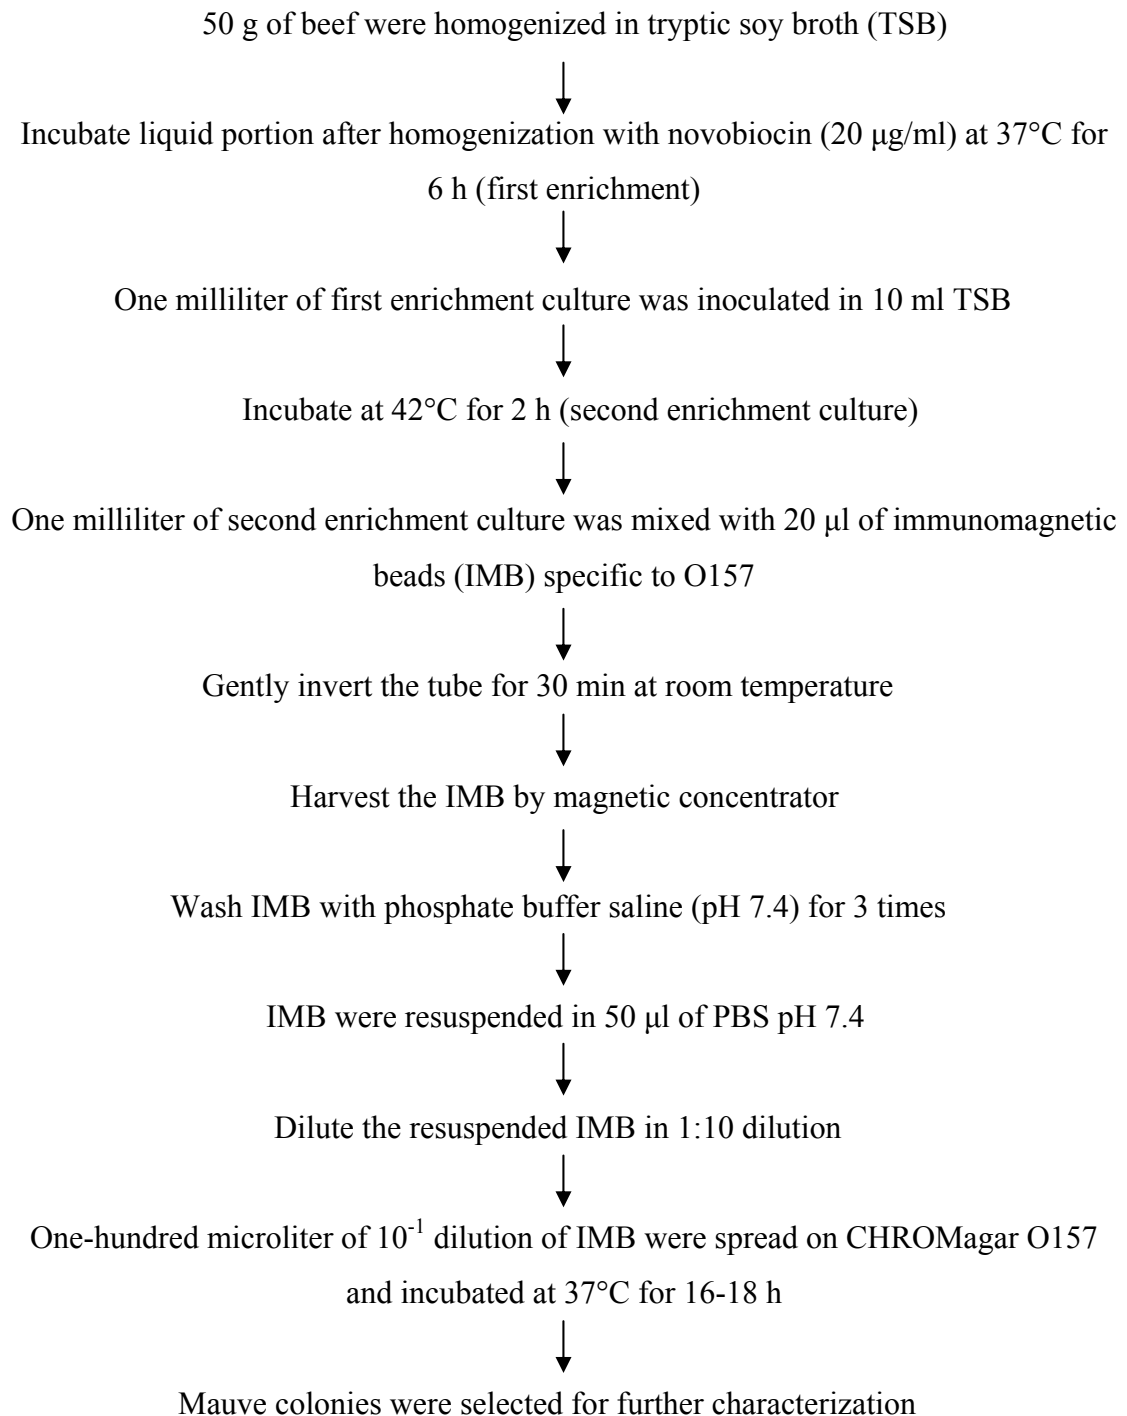 50 g of beef were homogenized in tryptic soy broth (TSB)
Incubate liquid portion after homogenization with novobiocin (20 μg/ml) at 37°C for
6 h (first enrichment)
One milliliter of first enrichment culture was inoculated in 10 ml TSB
Incubate at 42°C for 2 h (second enrichment culture)
One milliliter of second enrichment culture was mixed with 20 μl of immunomagnetic
beads (IMB) specific to O157
Gently invert the tube for 30 min at room temperature
Harvest the IMB by magnetic concentrator
Wash IMB with phosphate buffer saline (pH 7.4) for 3 times
IMB were resuspended in 50 μl of PBS pH 7.4
Dilute the resuspended IMB in 1:10 dilution
One-hundred microliter of 10⁻¹ dilution of IMB were spread on CHROMagar O157
and incubated at 37°C for 16-18 h
Mauve colonies were selected for further characterization